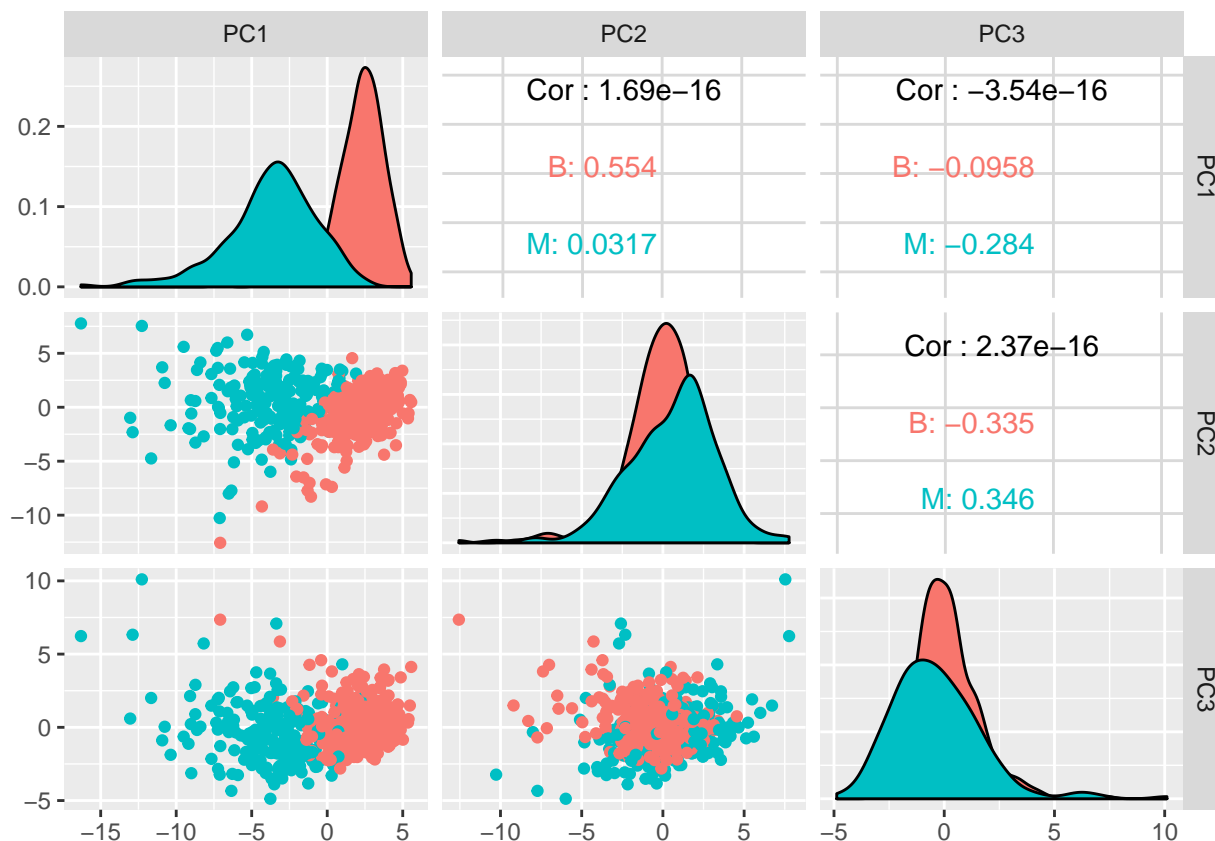 PC1 PC2 PC3
0.2
0.1
0.0
Cor : 1.69e−16
B: 0.554
M: 0.0317
Cor : −3.54e−16
B: −0.0958
M: −0.284
PC1
5
0
−5
−10
Cor : 2.37e−16
B: −0.335
M: 0.346
PC2
10
5
0
−5
PC3
−15 −10 −5 0 5
−10 −5 0 5
−5 0 5 10